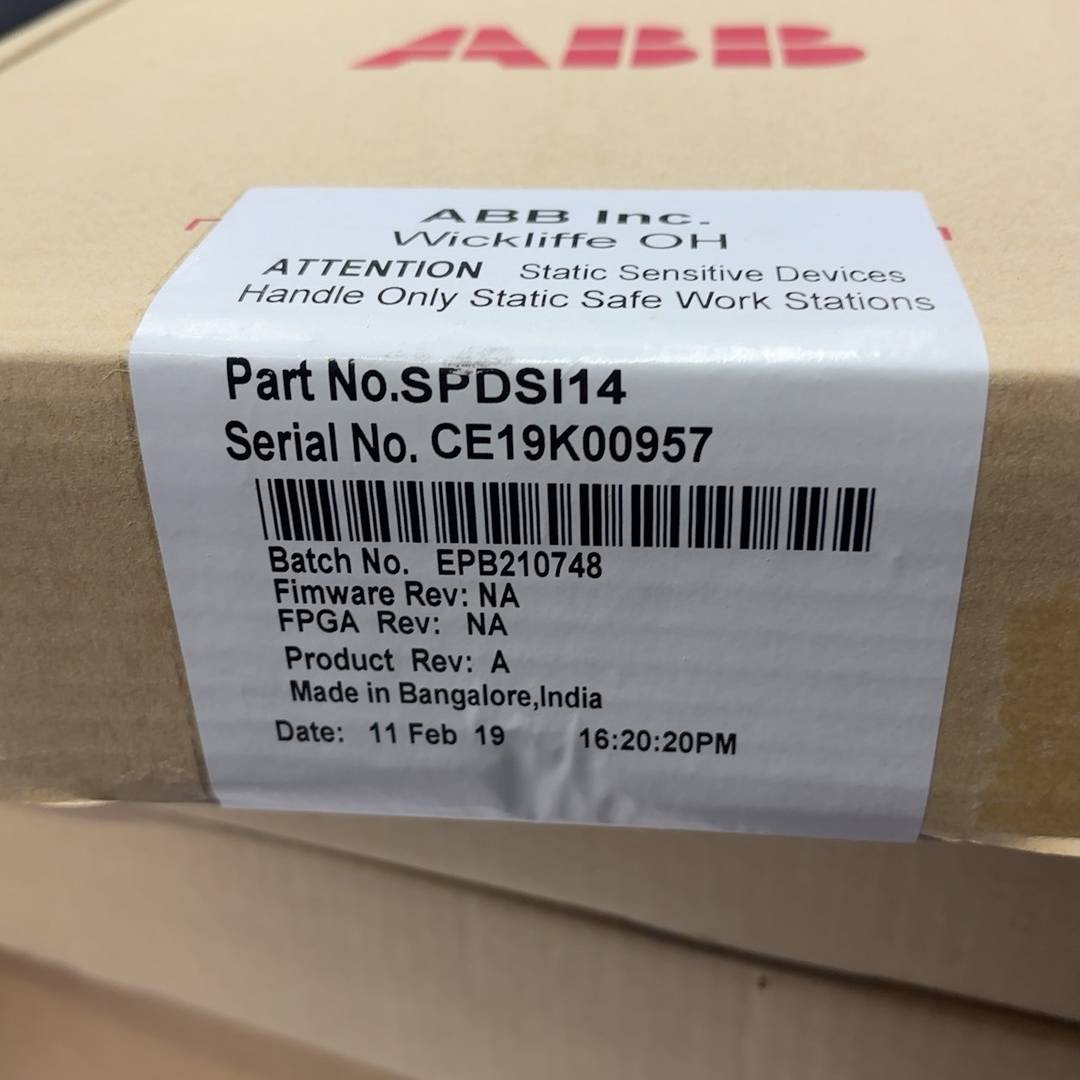 ABB
ABB Inc.
Wickliffe OH
ATTENTION Static Sensitive Devices
Handle Only Static Safe Work Stations
Part No.SPDSI14
Serial No. CE19K00957
Batch No. EPB210748
Fimware Rev: NA
FPGA Rev: NA
Product Rev: A
Made in Bangalore,India
Date: 11 Feb 19 16:20:20PM